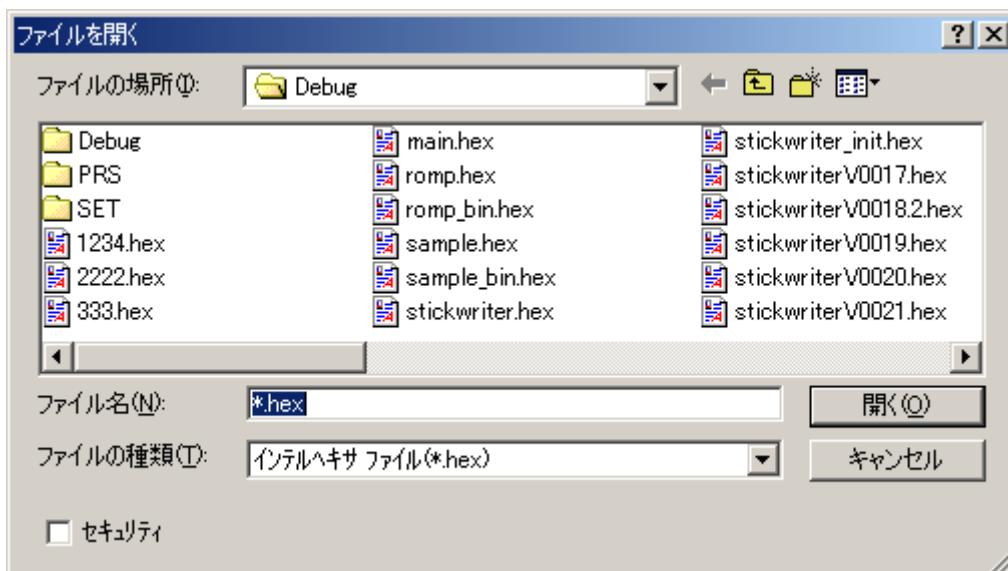 ファイルを開く
ファイルの場所(I):
Debug
Debug
PRS
SET
1234.hex
2222.hex
333.hex
main.hex
romp.hex
romp_bin.hex
sample.hex
sample_bin.hex
stickwriter.hex
stickwriter_init.hex
stickwriterV0017.hex
stickwriterV0018.2.hex
stickwriterV0019.hex
stickwriterV0020.hex
stickwriterV0021.hex
ファイル名(N):
*.hex
開く(O)
ファイルの種類(T):
インテルヘキサ ファイル(*.hex)
キャンセル
セキュリティ